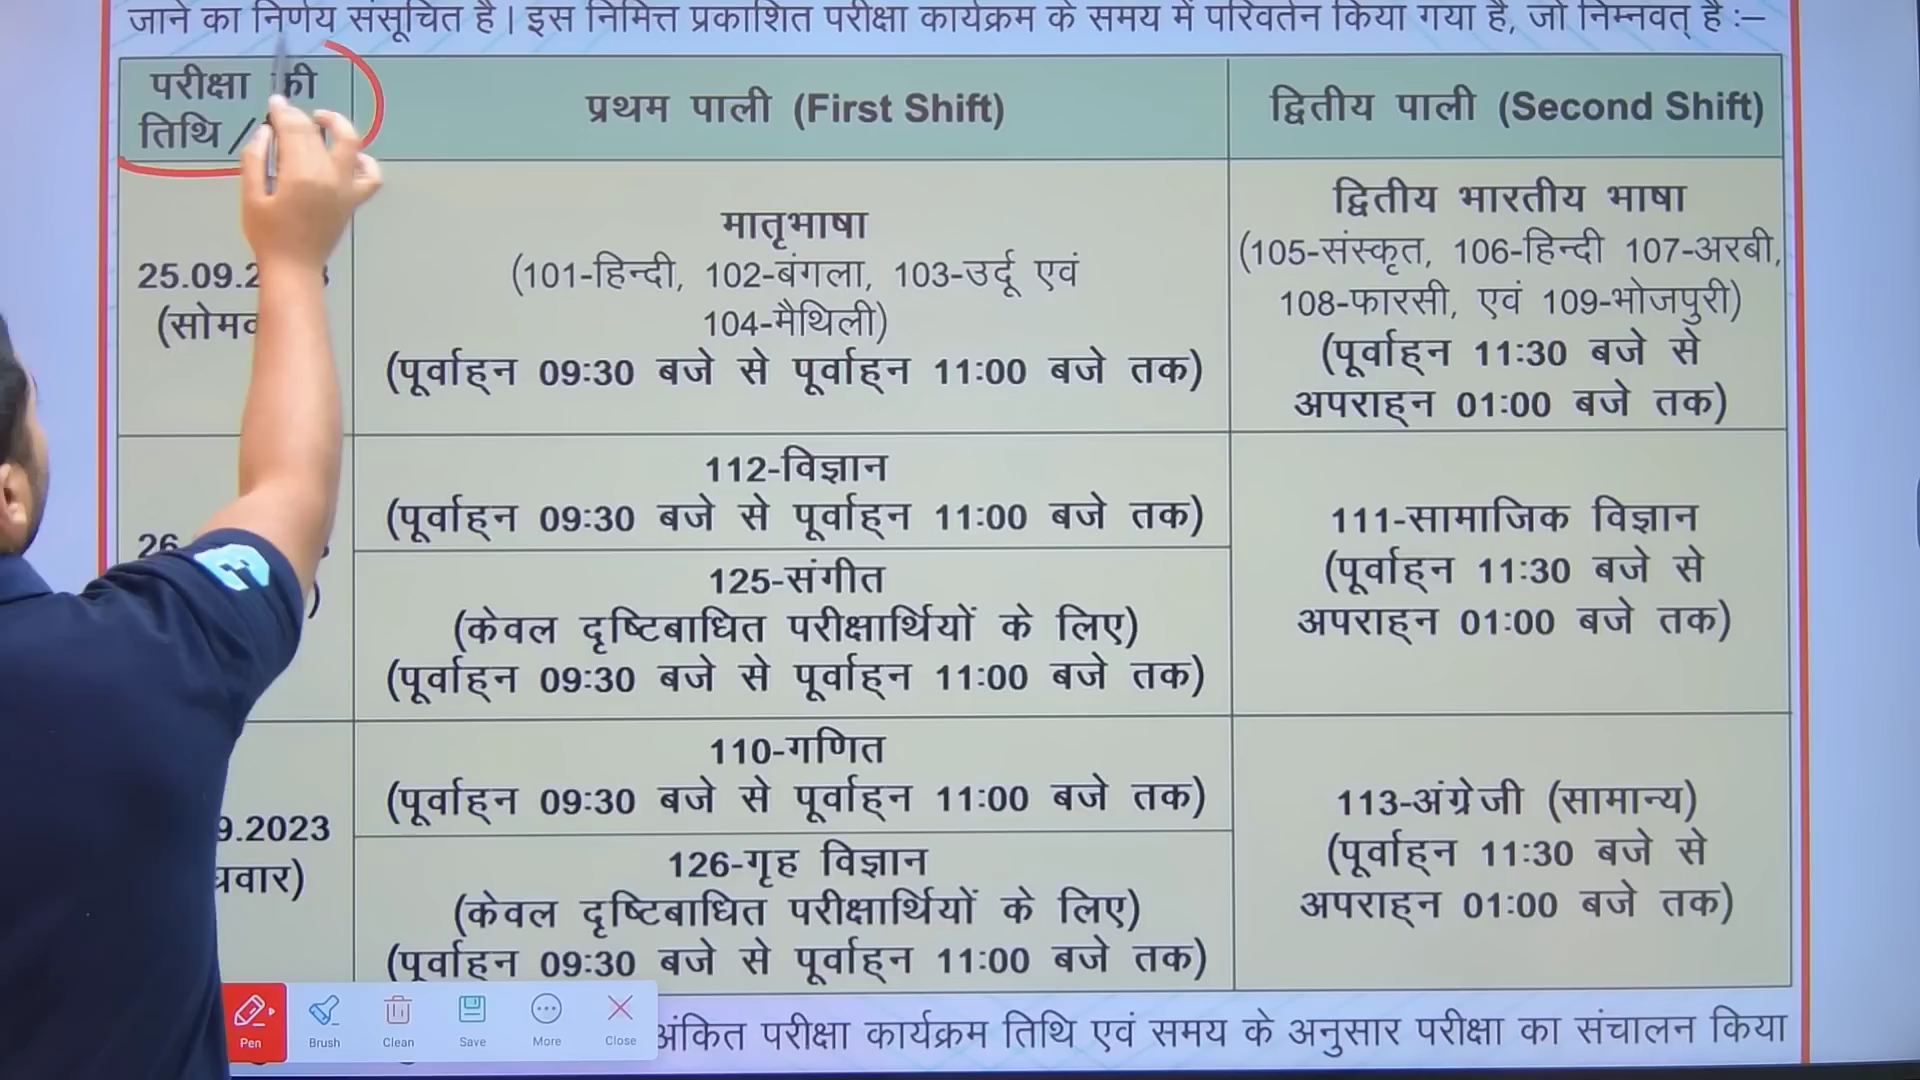 जाने का निर्णय संसूचित है। इस निमित्त प्रकाशित परीक्षा कार्यक्रम के समय में परिवर्तन किया गया है, जो निम्नवत् है :–
परीक्षा की
तिथि /
प्रथम पाली (First Shift)
द्वितीय पाली (Second Shift)
25.09.2
मातृभाषा
(101-हिन्दी, 102-बंगला, 103-उर्दू एवं
104-मैथिली)
(पूर्वाह्न 09:30 बजे से पूर्वाह्न 11:00 बजे तक)
द्वितीय भारतीय भाषा
(105-संस्कृत, 106-हिन्दी 107-अरबी,
108-फारसी, एवं 109-भोजपुरी)
(पूर्वाह्न 11:30 बजे से
अपराह्न 01:00 बजे तक)
26
112-विज्ञान
(पूर्वाह्न 09:30 बजे से पूर्वाह्न 11:00 बजे तक)
125-संगीत
(केवल दृष्टिबाधित परीक्षार्थियों के लिए)
(पूर्वाह्न 09:30 बजे से पूर्वाह्न 11:00 बजे तक)
111-सामाजिक विज्ञान
(पूर्वाह्न 11:30 बजे से
अपराह्न 01:00 बजे तक)
9.2023
110-गणित
(पूर्वाह्न 09:30 बजे से पूर्वाह्न 11:00 बजे तक)
126-गृह विज्ञान
(केवल दृष्टिबाधित परीक्षार्थियों के लिए)
(पूर्वाह्न 09:30 बजे से पूर्वाह्न 11:00 बजे तक)
113-अंग्रेजी (सामान्य)
(पूर्वाह्न 11:30 बजे से
अपराह्न 01:00 बजे तक)
अंकित परीक्षा कार्यक्रम तिथि एवं समय के अनुसार परीक्षा का संचालन किया
Pen Brush Clean Save More Close